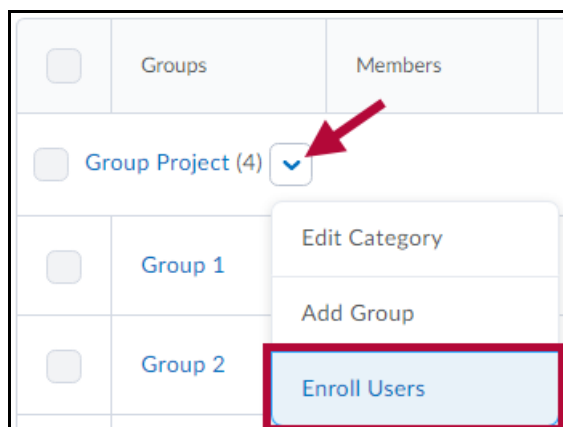 Groups Members
Group Project (4)
Edit Category
Group 1
Add Group
Group 2
Enroll Users